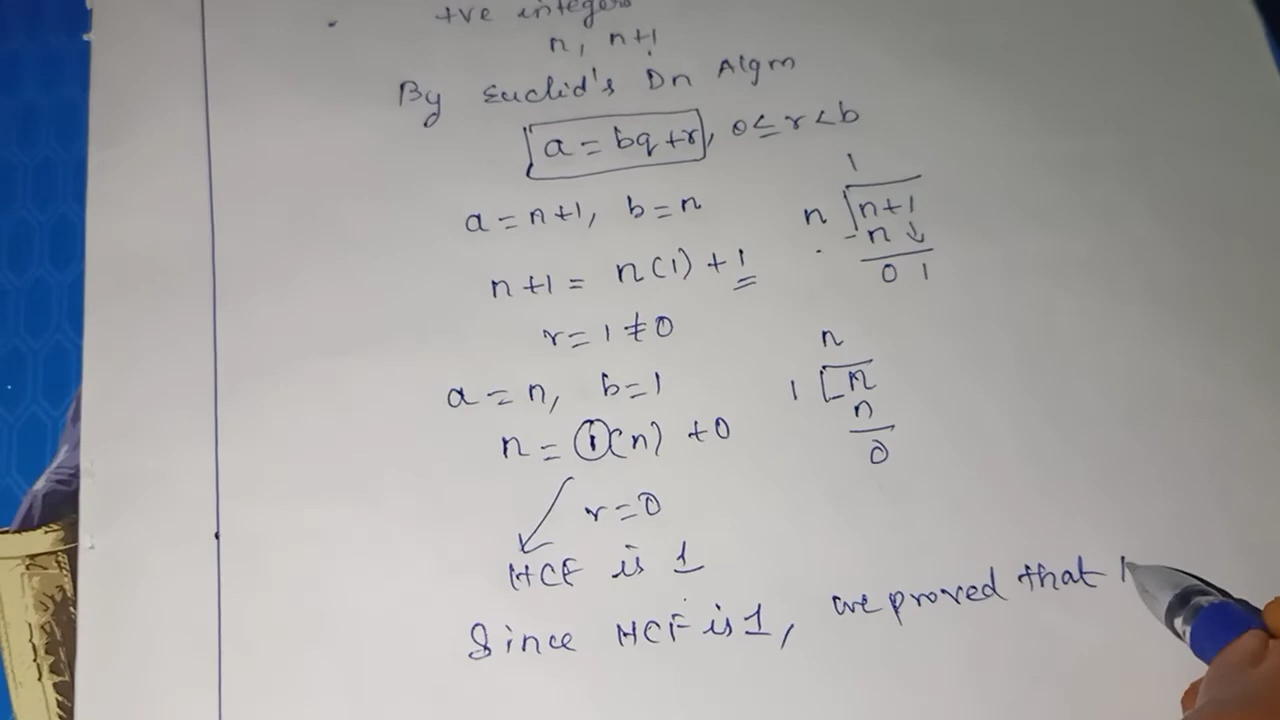 +ve integers
n, n+1
By Euclid's Dn Algm
a = bq + r, 0 ≤ r < b
a = n+1, b = n
n+1 = n(1) + 1
r = 1 ≠ 0
a = n, b = 1
n = 1(n) + 0
r = 0
HCF is 1
Since HCF is 1, we proved that
1
n n+1
-n ↓
0 1
n
1 n
n
0